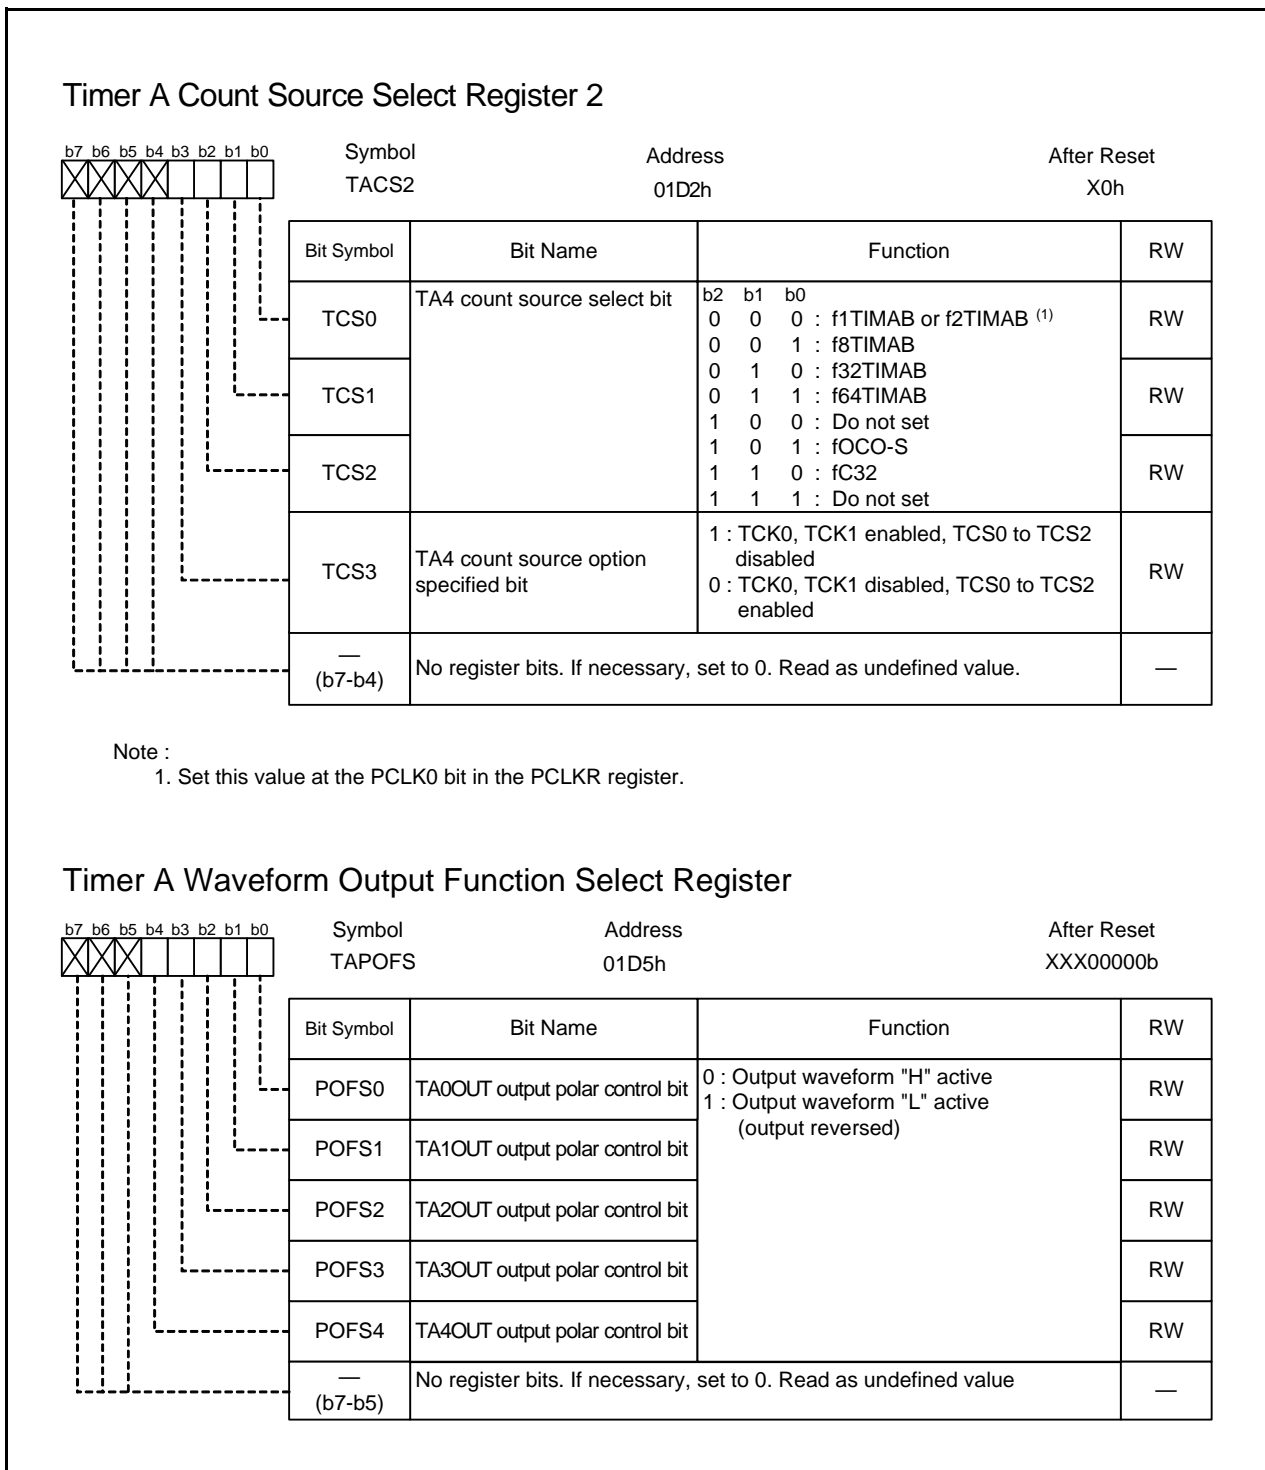 Timer A Count Source Select Register 2
b7 b6 b5 b4 b3 b2 b1 b0
Symbol Address After Reset
TACS2 01D2h X0h
Bit Symbol Bit Name Function RW
TCS0 TA4 count source select bit b2 b1 b0 RW
0 0 0 : f1TIMAB or f2TIMAB (1)
0 0 1 : f8TIMAB
0 1 0 : f32TIMAB
TCS1 0 1 1 : f64TIMAB RW
1 0 0 : Do not set
1 0 1 : fOCO-S
TCS2 1 1 0 : fC32 RW
1 1 1 : Do not set
TCS3 TA4 count source option specified bit 1 : TCK0, TCK1 enabled, TCS0 to TCS2 RW
disabled
0 : TCK0, TCK1 disabled, TCS0 to TCS2
enabled
—
(b7-b4) No register bits. If necessary, set to 0. Read as undefined value. —
Note :
1. Set this value at the PCLK0 bit in the PCLKR register.
Timer A Waveform Output Function Select Register
b7 b6 b5 b4 b3 b2 b1 b0
Symbol Address After Reset
TAPOFS 01D5h XXX00000b
Bit Symbol Bit Name Function RW
POFS0 TA0OUT output polar control bit 0 : Output waveform "H" active RW
1 : Output waveform "L" active
(output reversed)
POFS1 TA1OUT output polar control bit RW
POFS2 TA2OUT output polar control bit RW
POFS3 TA3OUT output polar control bit RW
POFS4 TA4OUT output polar control bit RW
—
(b7-b5) No register bits. If necessary, set to 0. Read as undefined value —